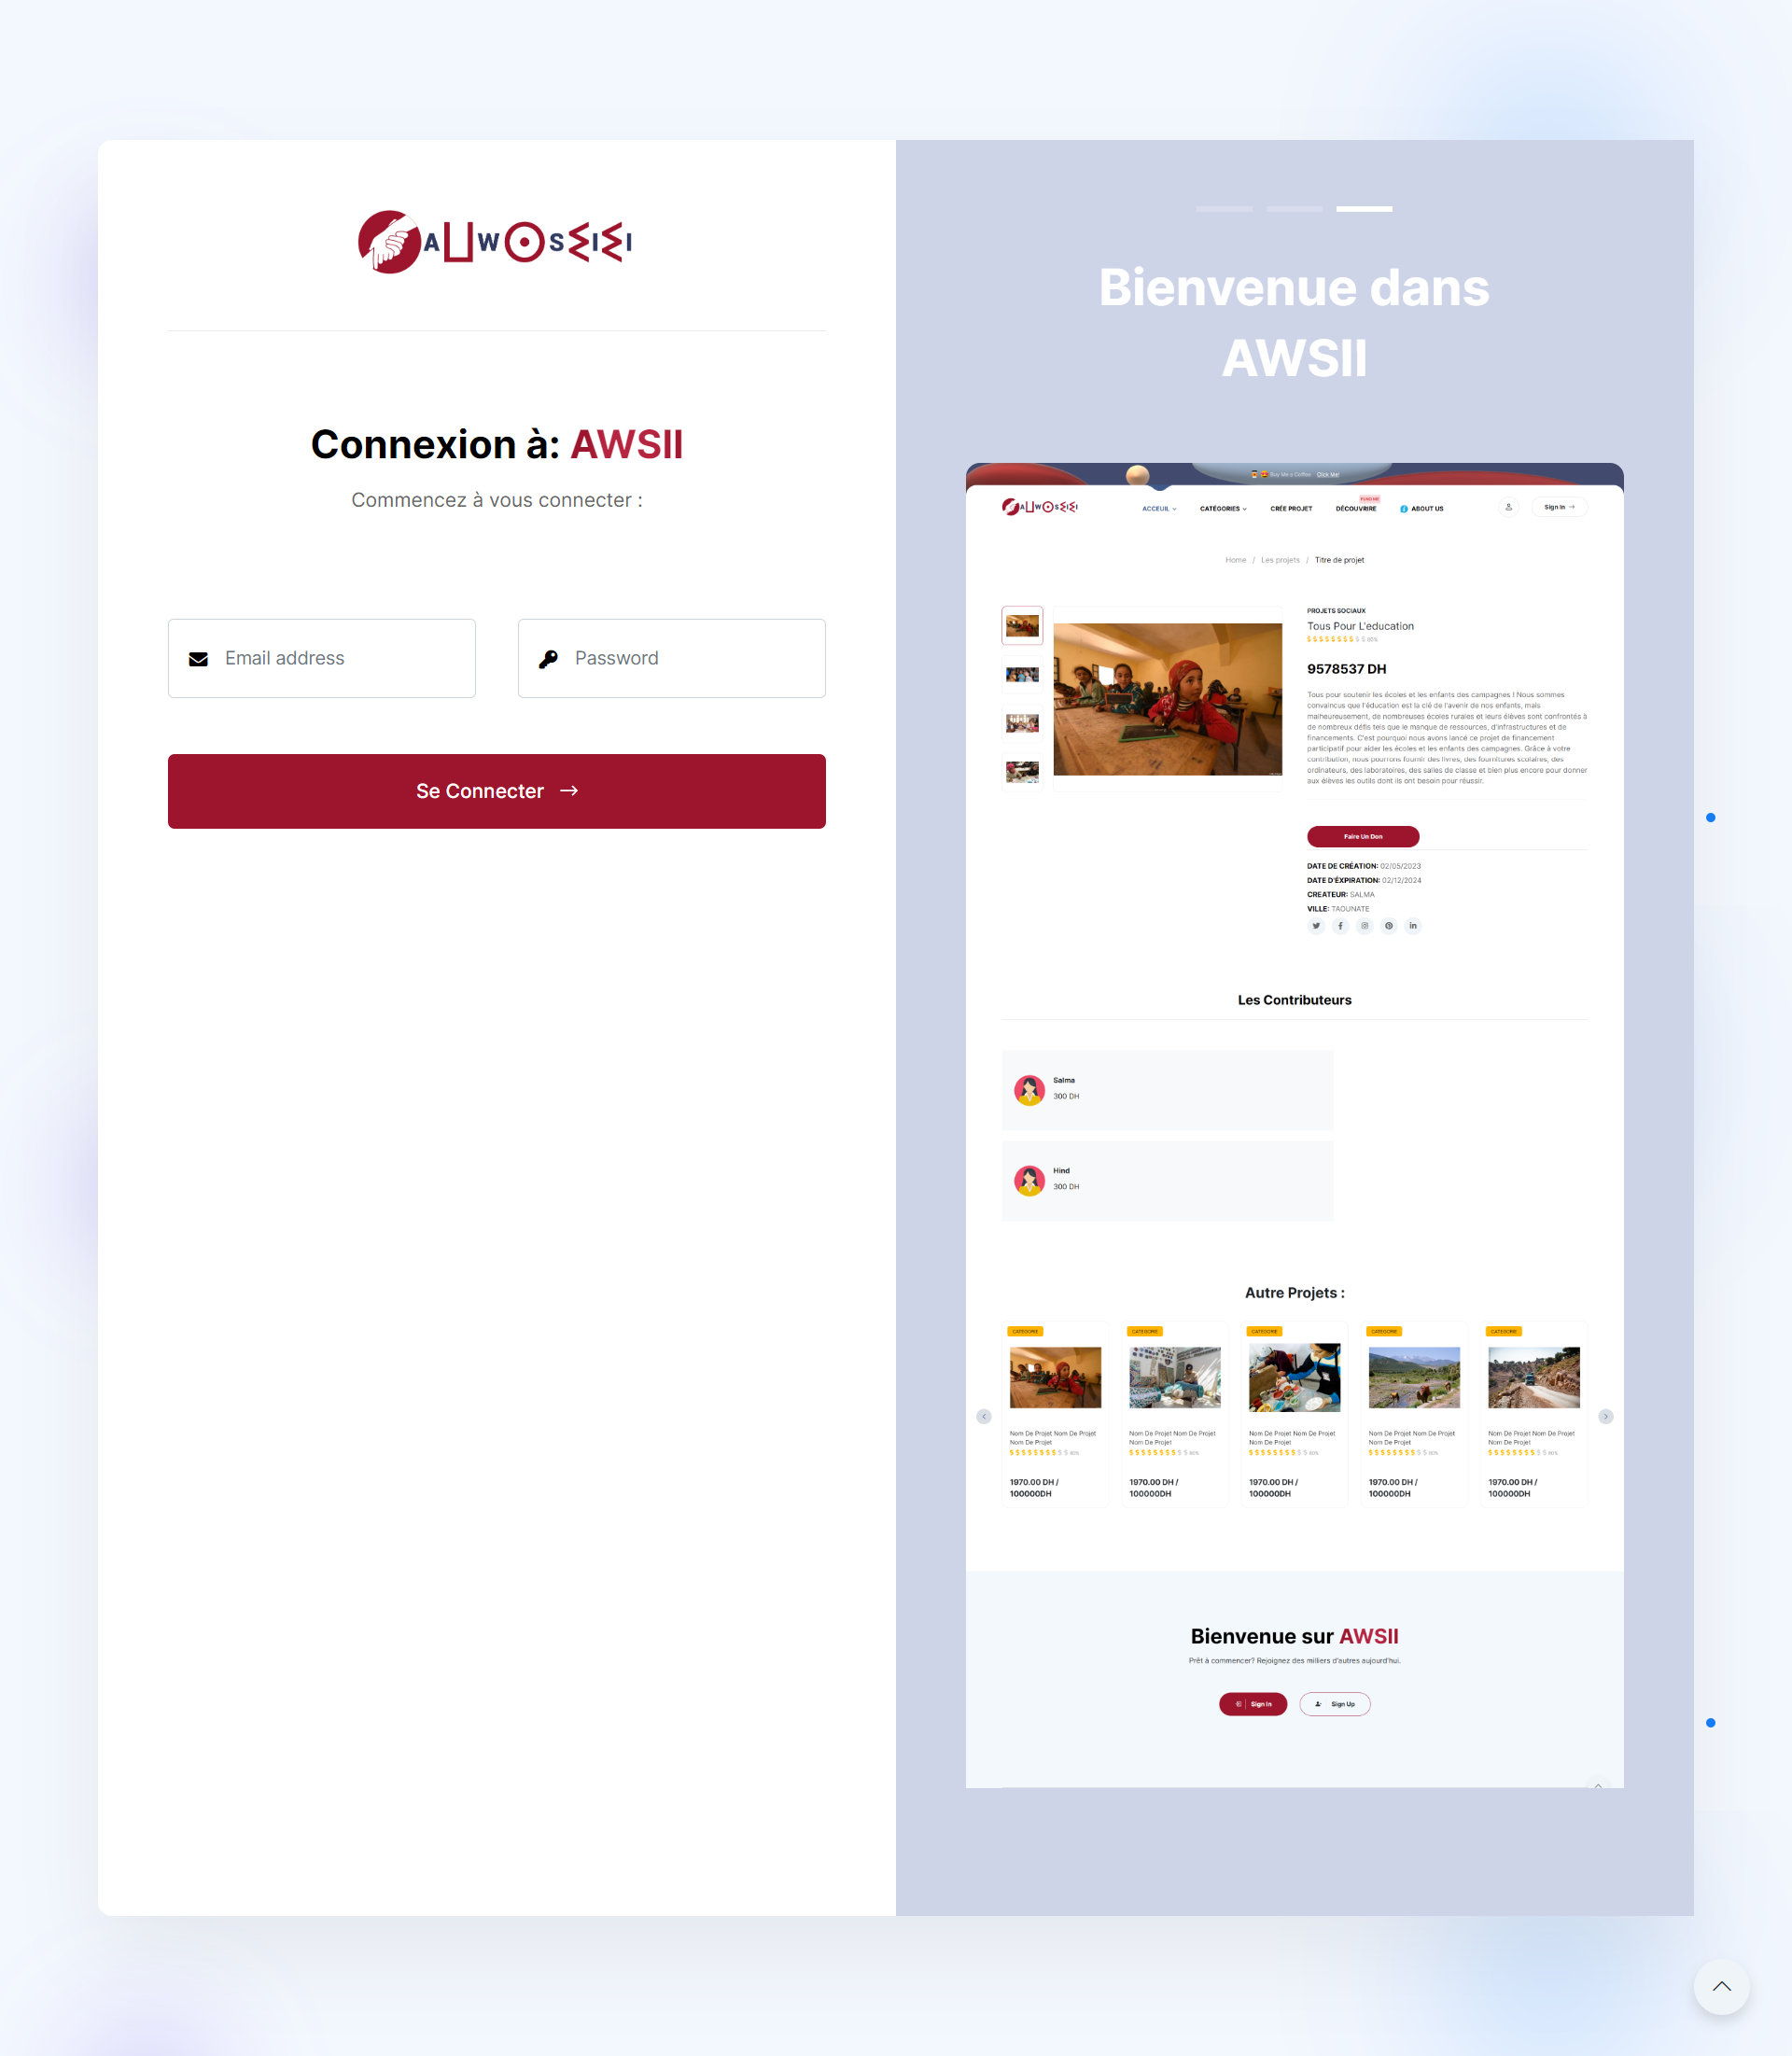 AⵡWⵙSⵉⵉ
Connexion à: AWSII
Commencez à vous connecter :
Email address
Password
Se Connecter →
Bienvenue dans
AWSII
Buy Me a Coffee Click Me!
ACCEUIL
CATÉGORIES
CRÉE PROJET
FUND ME
DÉCOUVRIRE
ABOUT US
Sign In →
Home / Les projets / Titre de projet
PROJETS SOCIAUX
Tous Pour L'education
$ $ $ $ $ $ $ $ $ $ 80%
9578537 DH
Tous pour soutenir les écoles et les enfants des campagnes ! Nous sommes
convaincus que l'éducation est la clé de l'avenir de nos enfants, mais
malheureusement, de nombreuses écoles rurales et leurs élèves sont confrontés à
de nombreux défis tels que le manque de ressources, d'infrastructures et de
financements. C'est pourquoi nous avons lancé ce projet de financement
participatif pour aider les écoles et les enfants des campagnes. Grâce à votre
contribution, nous pourrons fournir des livres, des fournitures scolaires, des
ordinateurs, des laboratoires, des salles de classe et bien plus encore pour donner
aux élèves les outils dont ils ont besoin pour réussir.
Faire Un Don
DATE DE CRÉATION: 02/05/2023
DATE D'ÉXPIRATION: 02/12/2024
CREATEUR: SALMA
VILLE: TAOUNATE
Les Contributeurs
Salma
300 DH
Hind
300 DH
Autre Projets :
CATEGORIE
Nom De Projet Nom De Projet
Nom De Projet
$ $ $ $ $ $ $ $ $ $ 80%
1970.00 DH /
100000DH
CATEGORIE
Nom De Projet Nom De Projet
Nom De Projet
$ $ $ $ $ $ $ $ $ $ 80%
1970.00 DH /
100000DH
CATEGORIE
Nom De Projet Nom De Projet
Nom De Projet
$ $ $ $ $ $ $ $ $ $ 80%
1970.00 DH /
100000DH
CATEGORIE
Nom De Projet Nom De Projet
Nom De Projet
$ $ $ $ $ $ $ $ $ $ 80%
1970.00 DH /
100000DH
CATEGORIE
Nom De Projet Nom De Projet
Nom De Projet
$ $ $ $ $ $ $ $ $ $ 80%
1970.00 DH /
100000DH
Bienvenue sur AWSII
Prêt à commencer? Rejoignez des milliers d'autres aujourd'hui.
Sign In
Sign Up